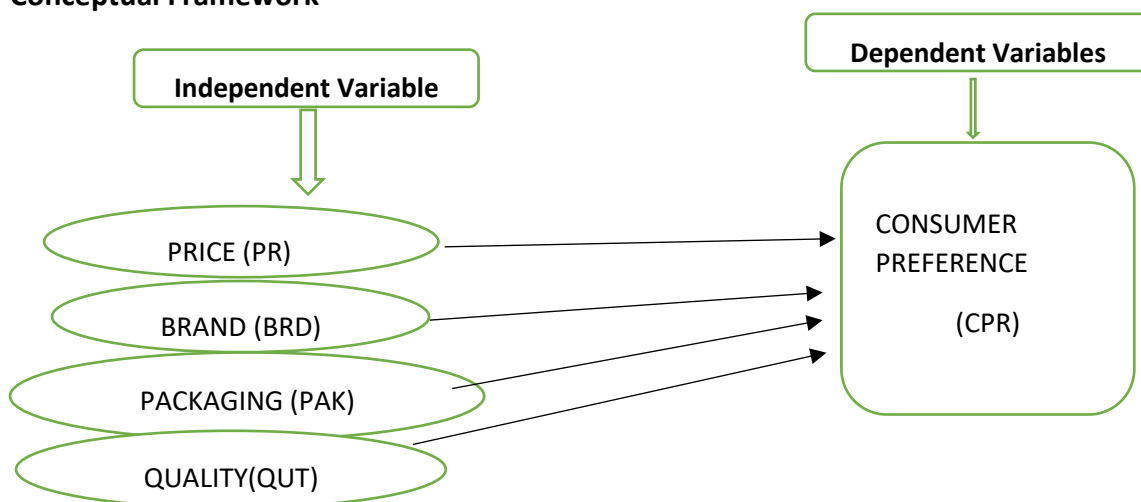 Conceptual Framework
Dependent Variables
Independent Variable
PRICE (PR)
BRAND (BRD)
PACKAGING (PAK)
QUALITY(QUT)
CONSUMER
PREFERENCE
(CPR)